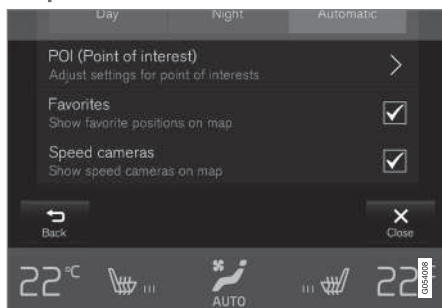 Day Night Automatic
POI (Point of interest)
Adjust settings for point of interests
Favorites
Show favorite positions on map
Speed cameras
Show speed cameras on map
Back
Close
22°C
AUTO
22°
G054008